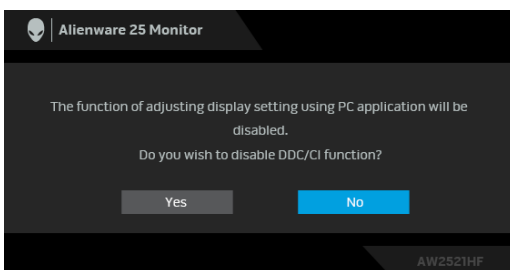 Alienware 25 Monitor
The function of adjusting display setting using PC application will be
disabled.
Do you wish to disable DDC/CI function?
Yes No
AW2521HF